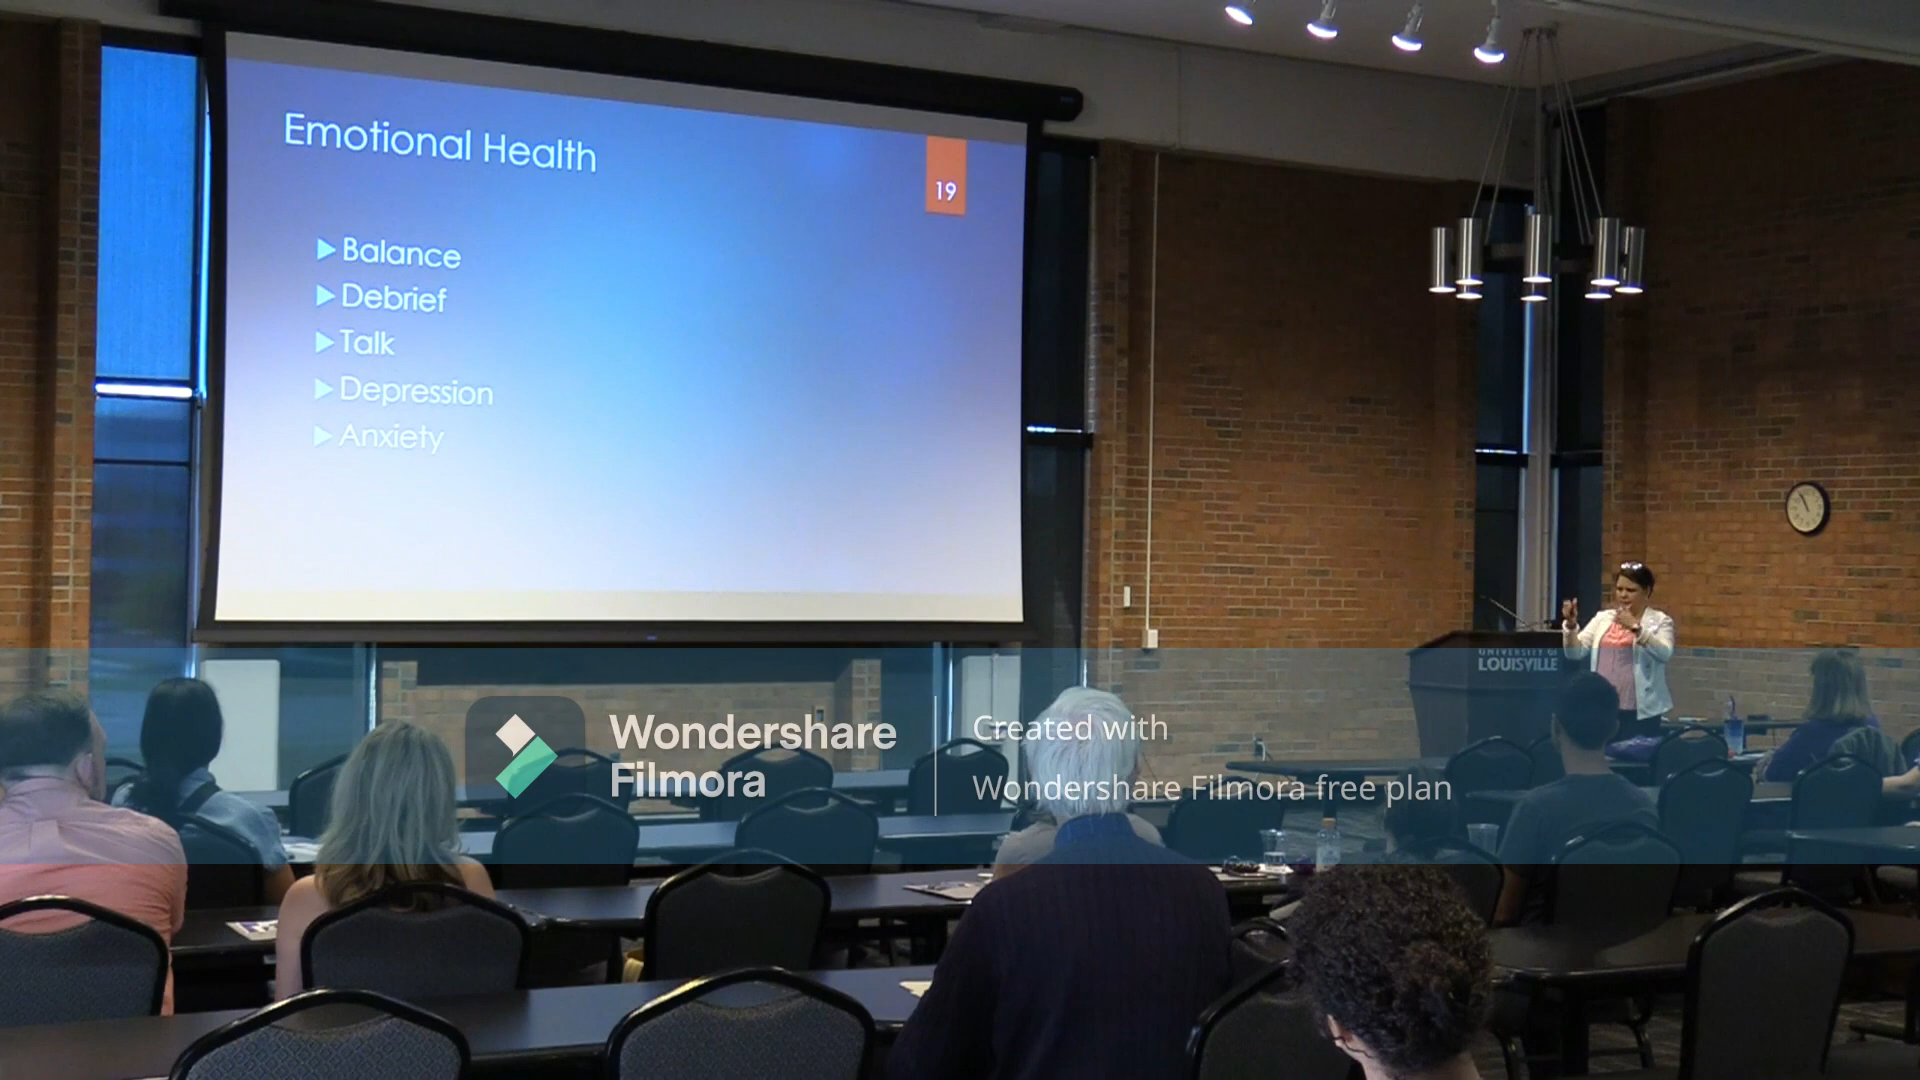 Emotional Health
19
Balance
Debrief
Talk
Depression
Anxiety
UNIVERSITY OF
LOUISVILLE
Wondershare
Filmora
Created with
Wondershare Filmora free plan